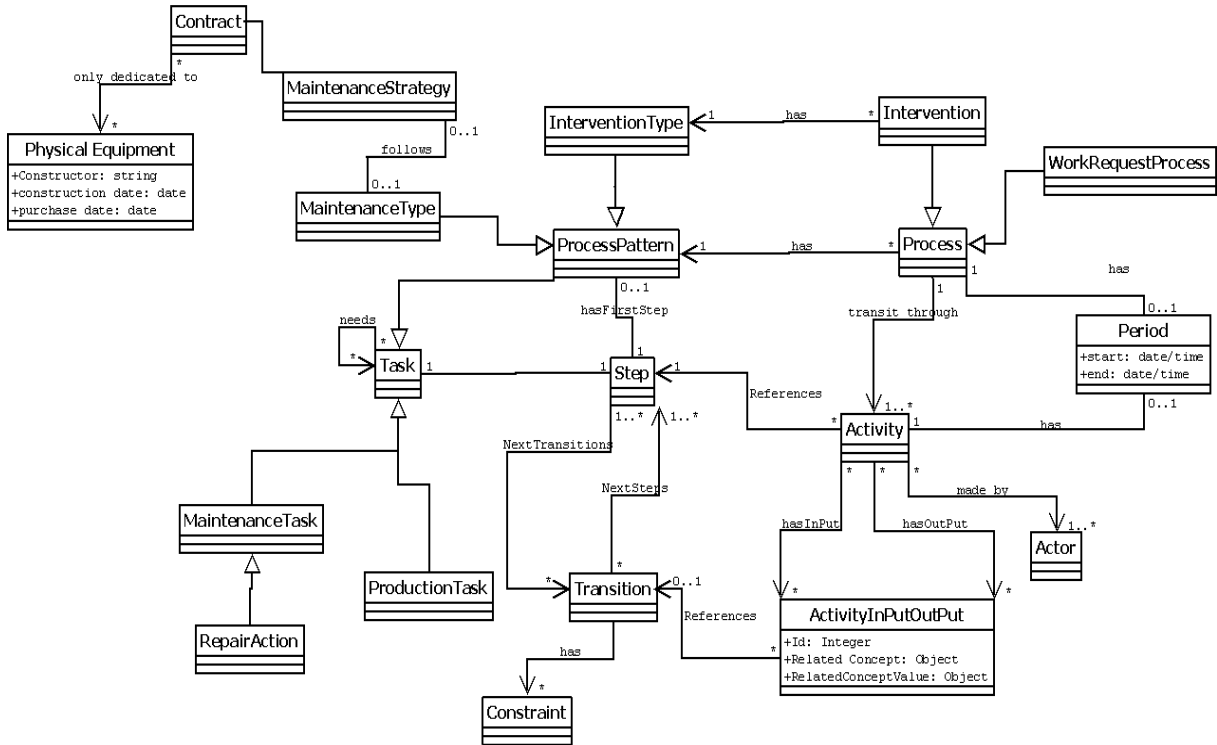 Contract
*
only dedicated to
*
MaintenanceStrategy
0..1
follows
0..1
MaintenanceType
Physical Equipment
+Constructor: string
+construction date: date
+purchase date: date
InterventionType
1
has
*
Intervention
WorkRequestProcess
ProcessPattern
1
has
*
Process
1
has
0..1
hasFirstStep
1
1
transit through
1..*
0..1
Period
+start: date/time
+end: date/time
0..1
needs
*
*
Task
1
1
Step
1
References
*
Activity
1
has
1..*
1..*
NextTransitions
NextSteps
*
*
*
*
*
made by
1..*
Actor
hasInPut
hasOutPut
*
*
MaintenanceTask
ProductionTask
RepairAction
Transition
0..1
References
*
ActivityInPutOutPut
+Id: Integer
+Related Concept: Object
+RelatedConceptValue: Object
has
*
Constraint